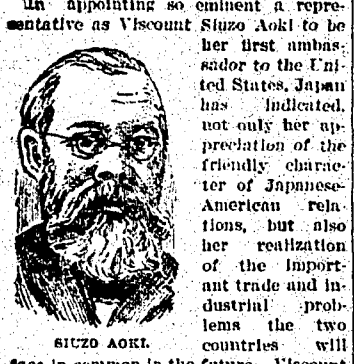 In appointing so eminent a repre-
sentative as Viscount Siuzo Aoki to be
her first ambas-
sador to the Uni-
ted States, Japan
has indicated,
not only her ap-
preciation of the
friendly charac-
ter of Japanese-
American rela-
tions, but also
her realization
of the import-
ant trade and in-
dustrial prob-
lems the two
countries will
SIUZO AOKI.
face in common in the future. Viscount